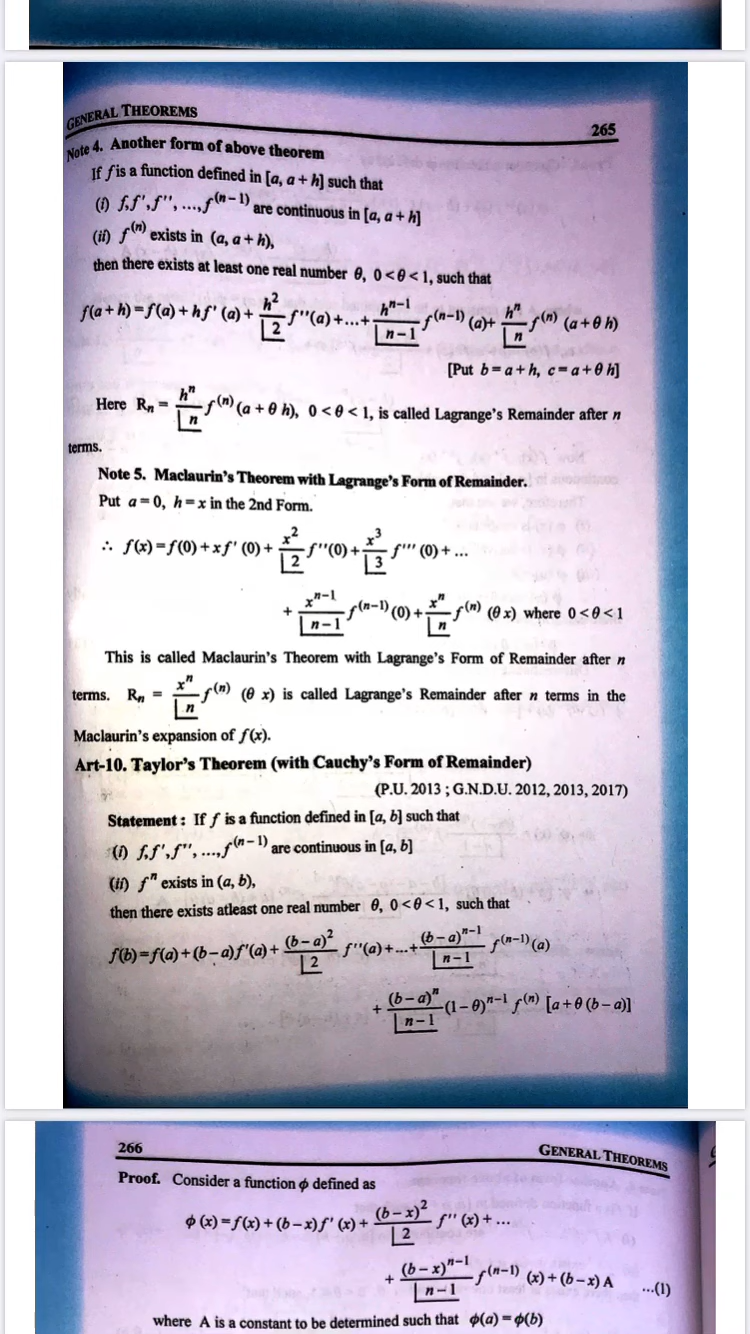 GENERAL THEOREMS
265
Note 4. Another form of above theorem
If f is a function defined in [a, a + h] such that
(i) f, f', f'', ..., f⁽ⁿ⁻¹⁾ are continuous in [a, a + h]
(ii) f⁽ⁿ⁾ exists in (a, a + h),
then there exists at least one real number θ, 0 < θ < 1, such that
f(a + h) = f(a) + h f' (a) + h²/⌊2 f''(a) + ... + hⁿ⁻¹/⌊n−1 f⁽ⁿ⁻¹⁾ (a) + hⁿ/⌊n f⁽ⁿ⁾ (a + θ h)
[Put b = a + h, c = a + θ h]
Here Rₙ = hⁿ/⌊n f⁽ⁿ⁾ (a + θ h), 0 < θ < 1, is called Lagrange's Remainder after n
terms.
Note 5. Maclaurin's Theorem with Lagrange's Form of Remainder.
Put a = 0, h = x in the 2nd Form.
∴ f(x) = f(0) + x f' (0) + x²/⌊2 f''(0) + x³/⌊3 f''' (0) + ...
+ xⁿ⁻¹/⌊n−1 f⁽ⁿ⁻¹⁾ (0) + xⁿ/⌊n f⁽ⁿ⁾ (θ x) where 0 < θ < 1
This is called Maclaurin's Theorem with Lagrange's Form of Remainder after n
terms. Rₙ = xⁿ/⌊n f⁽ⁿ⁾ (θ x) is called Lagrange's Remainder after n terms in the
Maclaurin's expansion of f(x).
Art-10. Taylor's Theorem (with Cauchy's Form of Remainder)
(P.U. 2013 ; G.N.D.U. 2012, 2013, 2017)
Statement : If f is a function defined in [a, b] such that
(i) f, f', f'', ..., f⁽ⁿ⁻¹⁾ are continuous in [a, b]
(ii) fⁿ exists in (a, b),
then there exists atleast one real number θ, 0 < θ < 1, such that
f(b) = f(a) + (b − a) f'(a) + (b − a)²/⌊2 f''(a) + ... + (b − a)ⁿ⁻¹/⌊n−1 f⁽ⁿ⁻¹⁾ (a)
+ (b − a)ⁿ/⌊n−1 (1 − θ)ⁿ⁻¹ f⁽ⁿ⁾ [a + θ (b − a)]
266
GENERAL THEOREMS
Proof. Consider a function ϕ defined as
ϕ (x) = f(x) + (b − x) f' (x) + (b − x)²/⌊2 f'' (x) + ...
+ (b − x)ⁿ⁻¹/⌊n−1 f⁽ⁿ⁻¹⁾ (x) + (b − x) A ...(1)
where A is a constant to be determined such that ϕ(a) = ϕ(b)